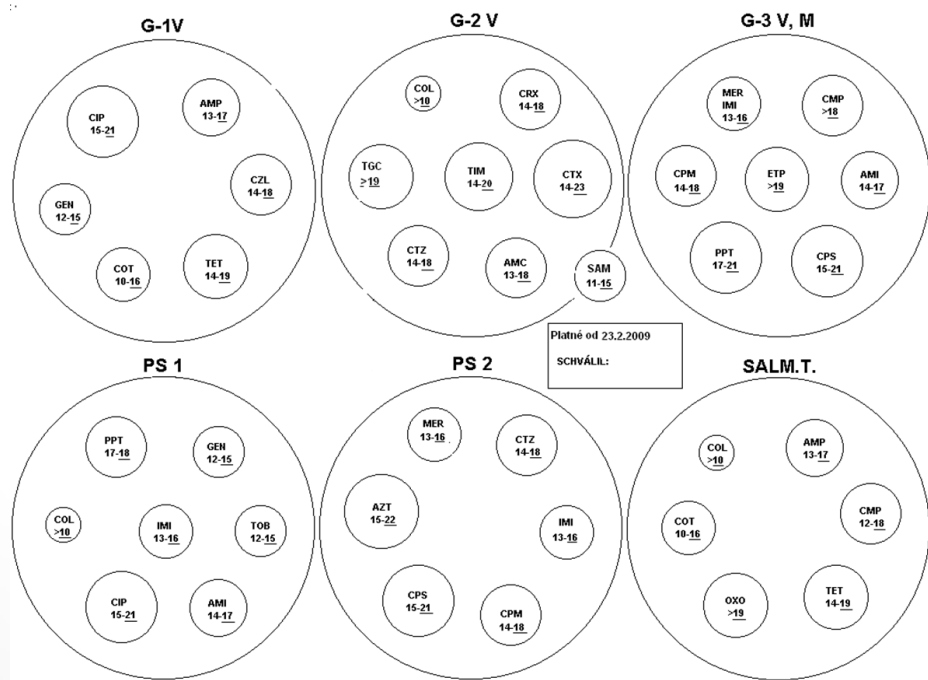 G-1V
CIP
15-21
AMP
13-17
CZL
14-18
GEN
12-15
COT
10-16
TET
14-19
G-2 V
COL
>10
CRX
14-18
TGC
>19
TIM
14-20
CTX
14-23
CTZ
14-18
AMC
13-18
SAM
11-15
G-3 V, M
MER
IMI
13-16
CMP
>18
CPM
14-18
ETP
>19
AMI
14-17
PPT
17-21
CPS
15-21
Platné od 23.2.2009
SCHVÁLIL:
PS 1
PPT
17-18
GEN
12-15
COL
>10
IMI
13-16
TOB
12-15
CIP
15-21
AMI
14-17
PS 2
MER
13-16
CTZ
14-18
AZT
15-22
IMI
13-16
CPS
15-21
CPM
14-18
SALM.T.
COL
>10
AMP
13-17
COT
10-16
CMP
12-18
OXO
>19
TET
14-19